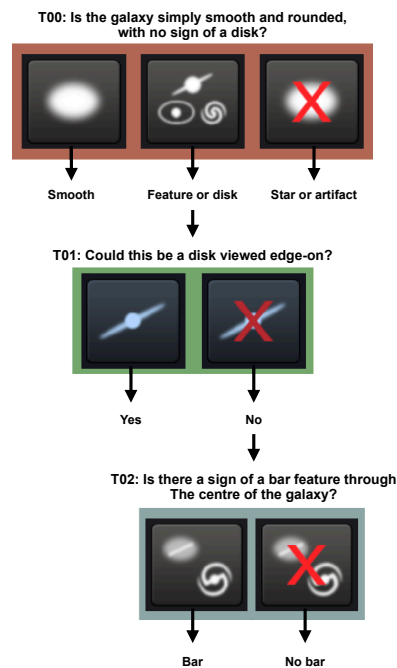 T00: Is the galaxy simply smooth and rounded,
with no sign of a disk?
Smooth
Feature or disk
Star or artifact
T01: Could this be a disk viewed edge-on?
Yes
No
T02: Is there a sign of a bar feature through
The centre of the galaxy?
Bar
No bar